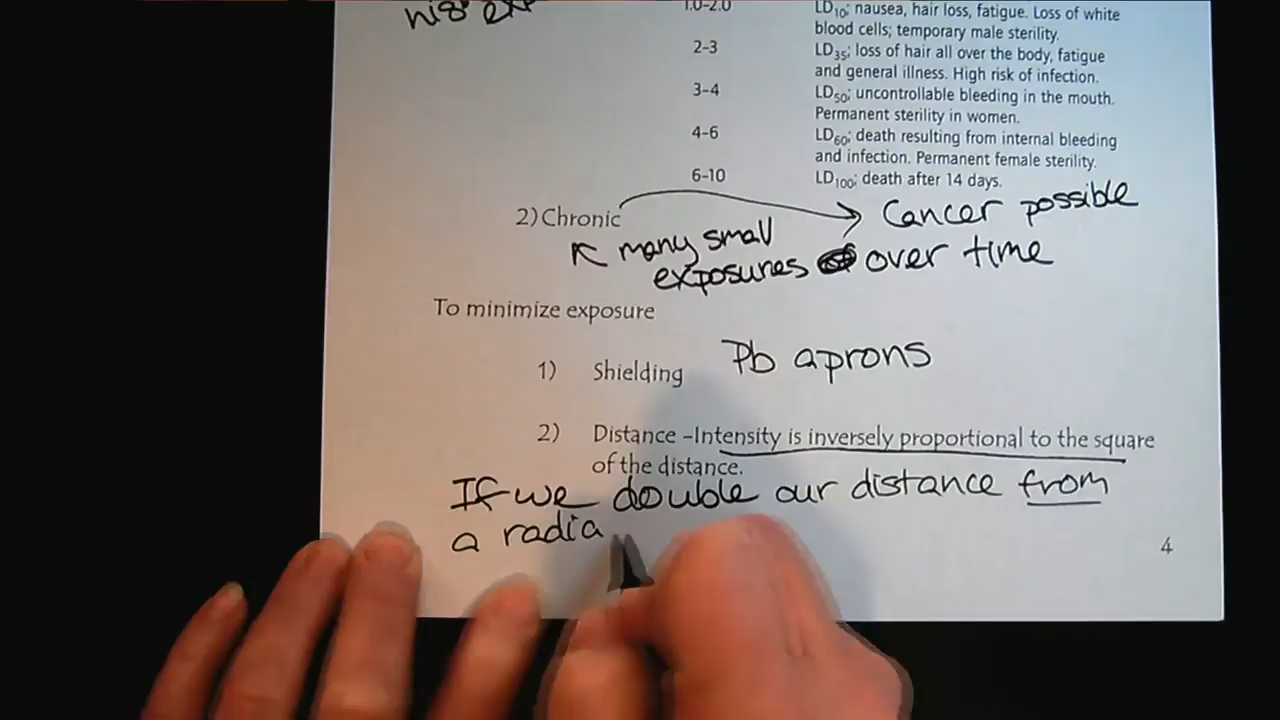 1.0-2.0 LD10; nausea, hair loss, fatigue. Loss of white
blood cells; temporary male sterility.
2-3 LD35; loss of hair all over the body, fatigue
and general illness. High risk of infection.
3-4 LD50; uncontrollable bleeding in the mouth.
Permanent sterility in women.
4-6 LD60; death resulting from internal bleeding
and infection. Permanent female sterility.
6-10 LD100; death after 14 days.
2) Chronic Cancer possible
many small
exposures over time
To minimize exposure
1) Shielding Pb aprons
2) Distance -Intensity is inversely proportional to the square
of the distance.
If we double our distance from
a radia
4